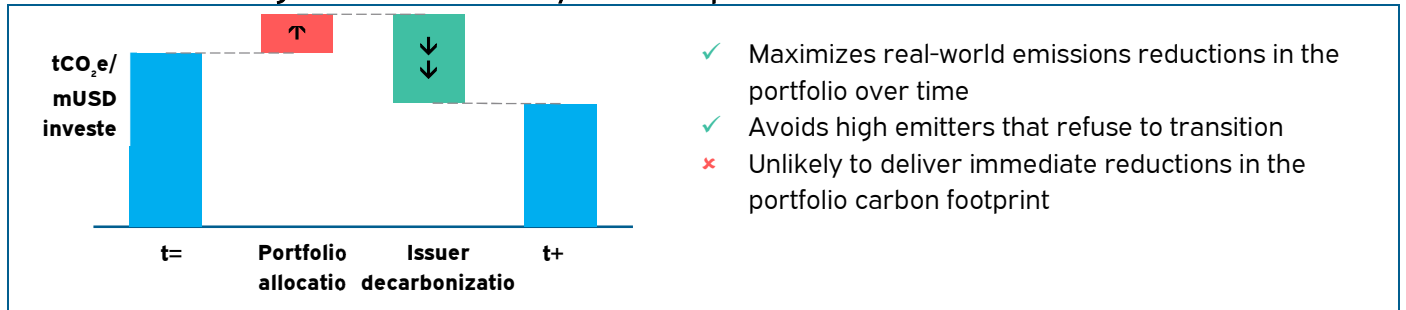 tCO₂e/
mUSD
investe
t=
Portfolio
allocatio
Issuer
decarbonizatio
t+
✓ Maximizes real-world emissions reductions in the
portfolio over time
✓ Avoids high emitters that refuse to transition
✘ Unlikely to deliver immediate reductions in the
portfolio carbon footprint